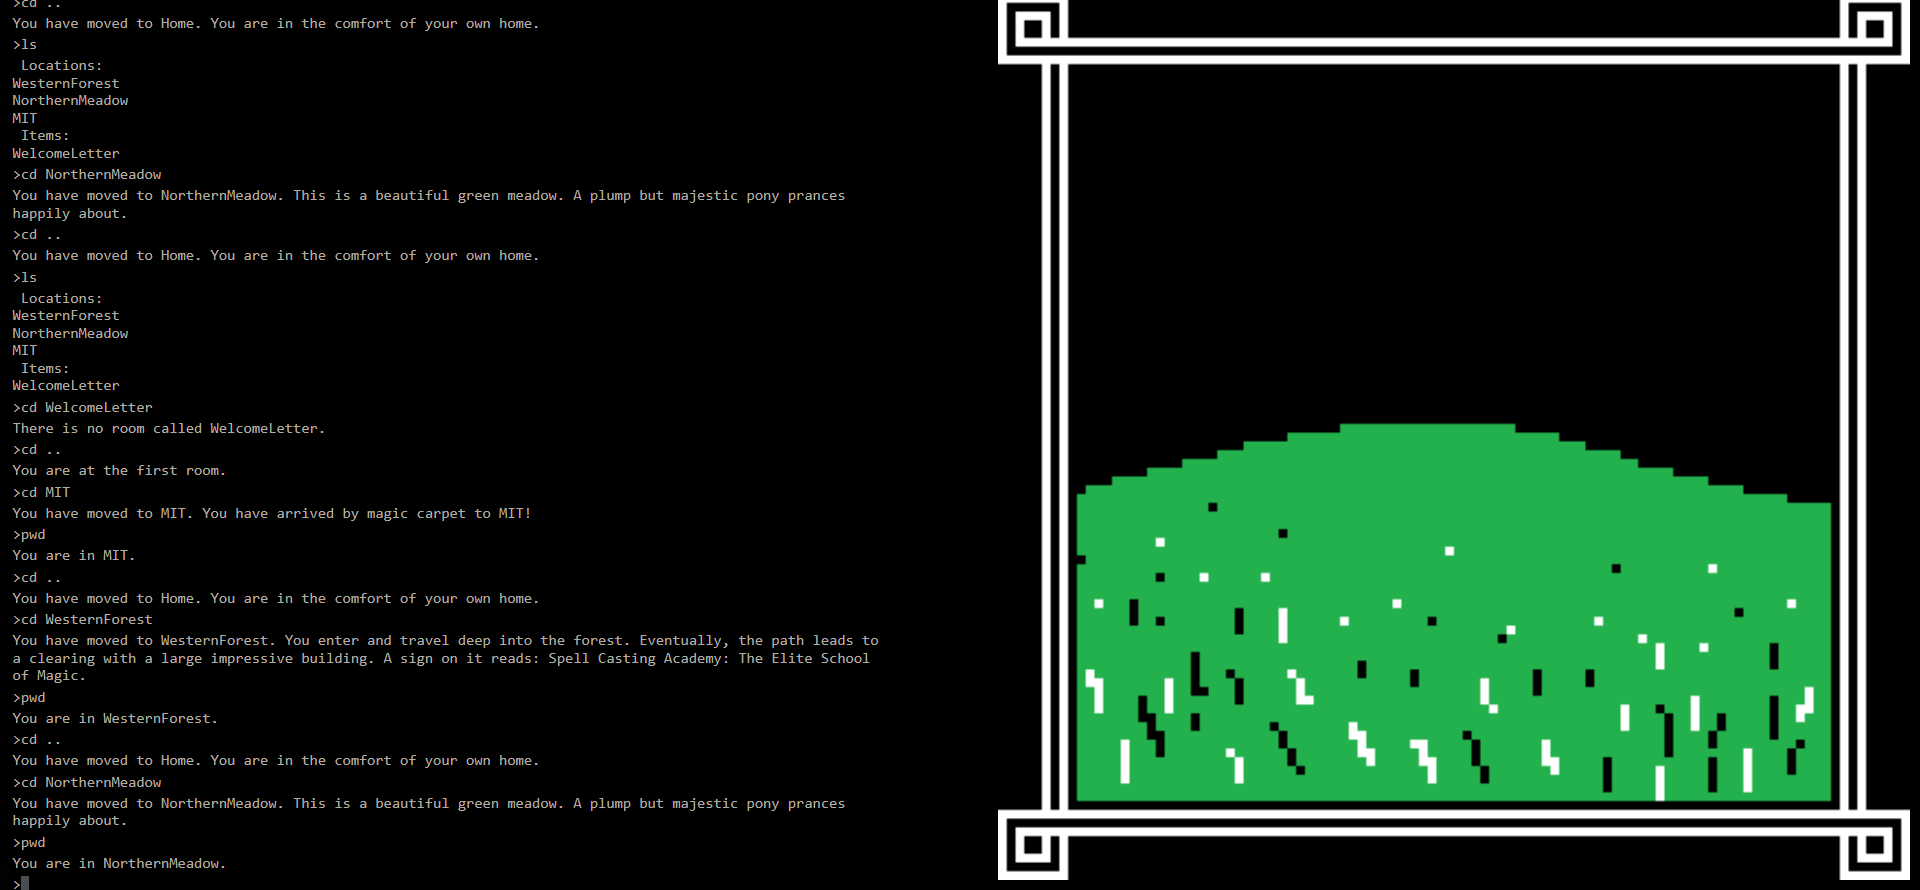 >cd ..
You have moved to Home. You are in the comfort of your own home.
>ls
 Locations:
WesternForest
NorthernMeadow
MIT
 Items:
WelcomeLetter
>cd NorthernMeadow
You have moved to NorthernMeadow. This is a beautiful green meadow. A plump but majestic pony prances
happily about.
>cd ..
You have moved to Home. You are in the comfort of your own home.
>ls
 Locations:
WesternForest
NorthernMeadow
MIT
 Items:
WelcomeLetter
>cd WelcomeLetter
There is no room called WelcomeLetter.
>cd ..
You are at the first room.
>cd MIT
You have moved to MIT. You have arrived by magic carpet to MIT!
>pwd
You are in MIT.
>cd ..
You have moved to Home. You are in the comfort of your own home.
>cd WesternForest
You have moved to WesternForest. You enter and travel deep into the forest. Eventually, the path leads to
a clearing with a large impressive building. A sign on it reads: Spell Casting Academy: The Elite School
of Magic.
>pwd
You are in WesternForest.
>cd ..
You have moved to Home. You are in the comfort of your own home.
>cd NorthernMeadow
You have moved to NorthernMeadow. This is a beautiful green meadow. A plump but majestic pony prances
happily about.
>pwd
You are in NorthernMeadow.
>